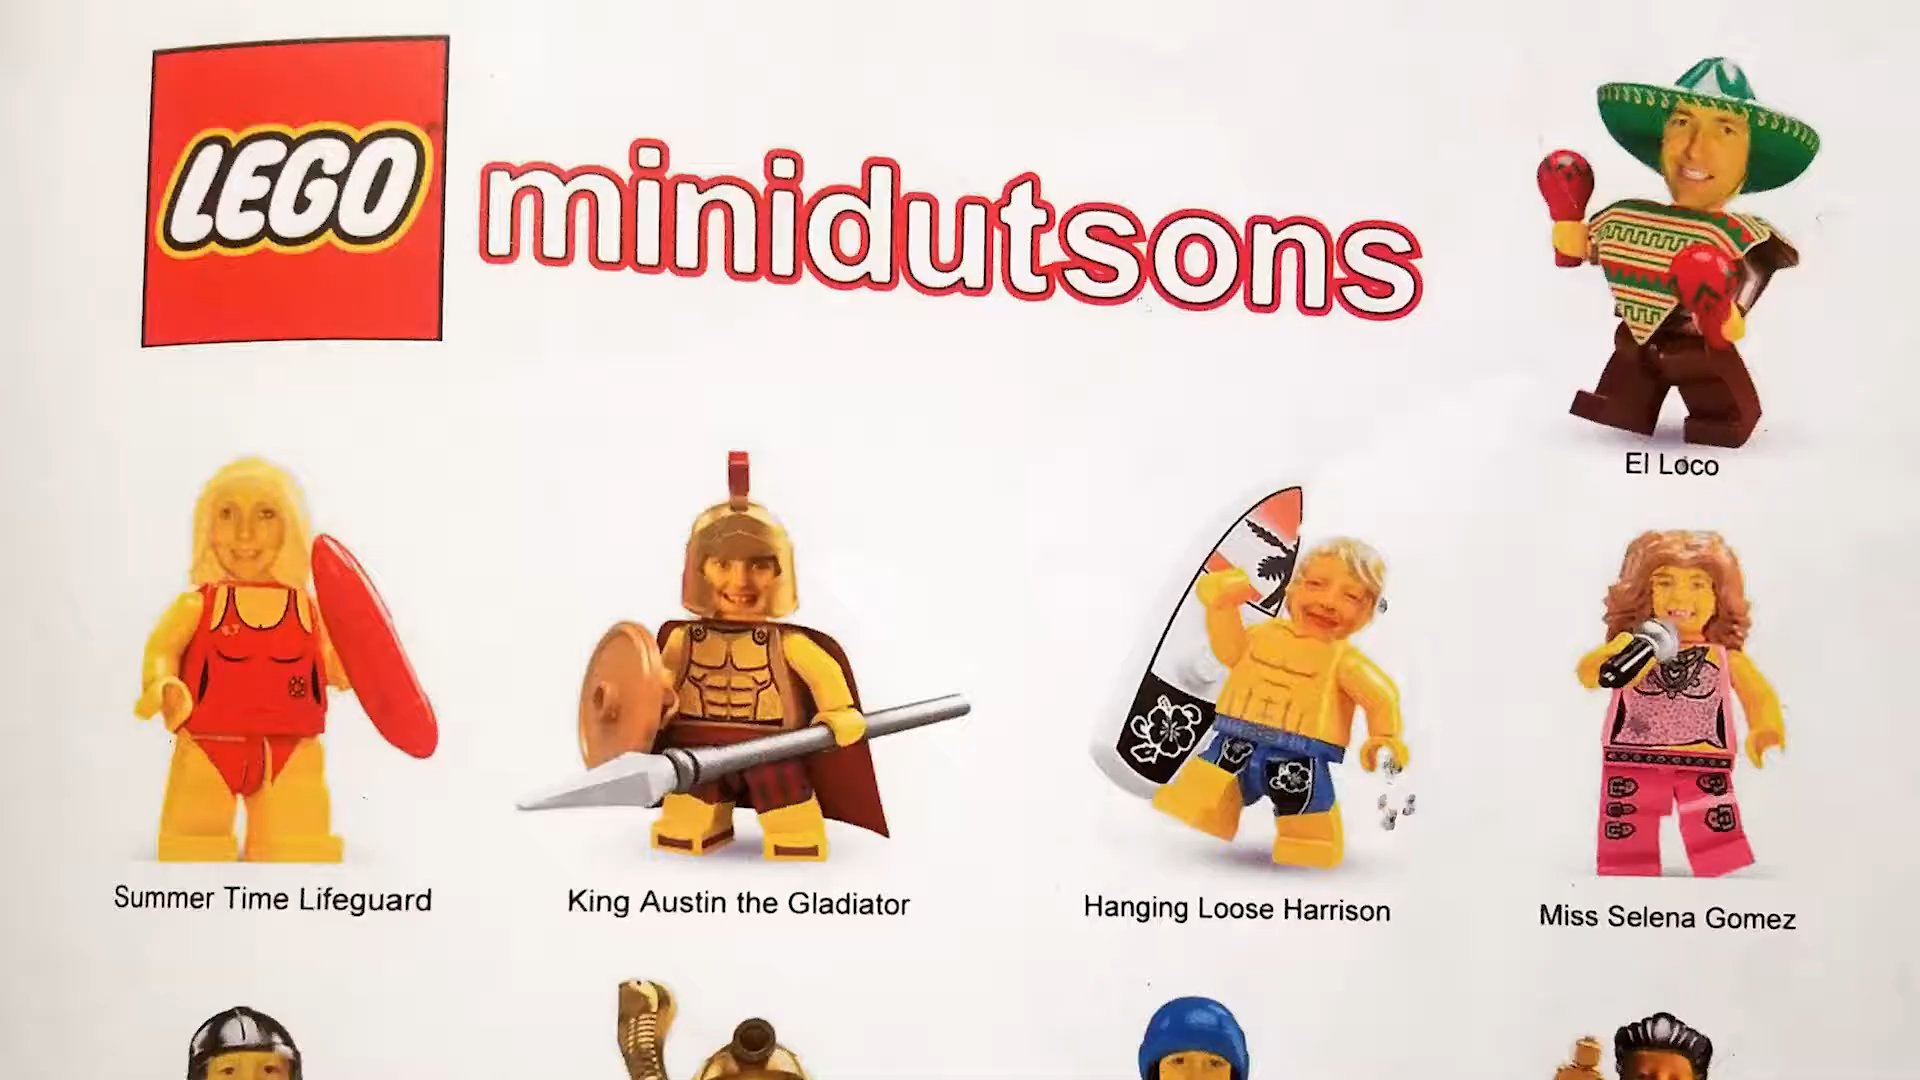 LEGO minidutsons
El Loco
Summer Time Lifeguard
King Austin the Gladiator
Hanging Loose Harrison
Miss Selena Gomez